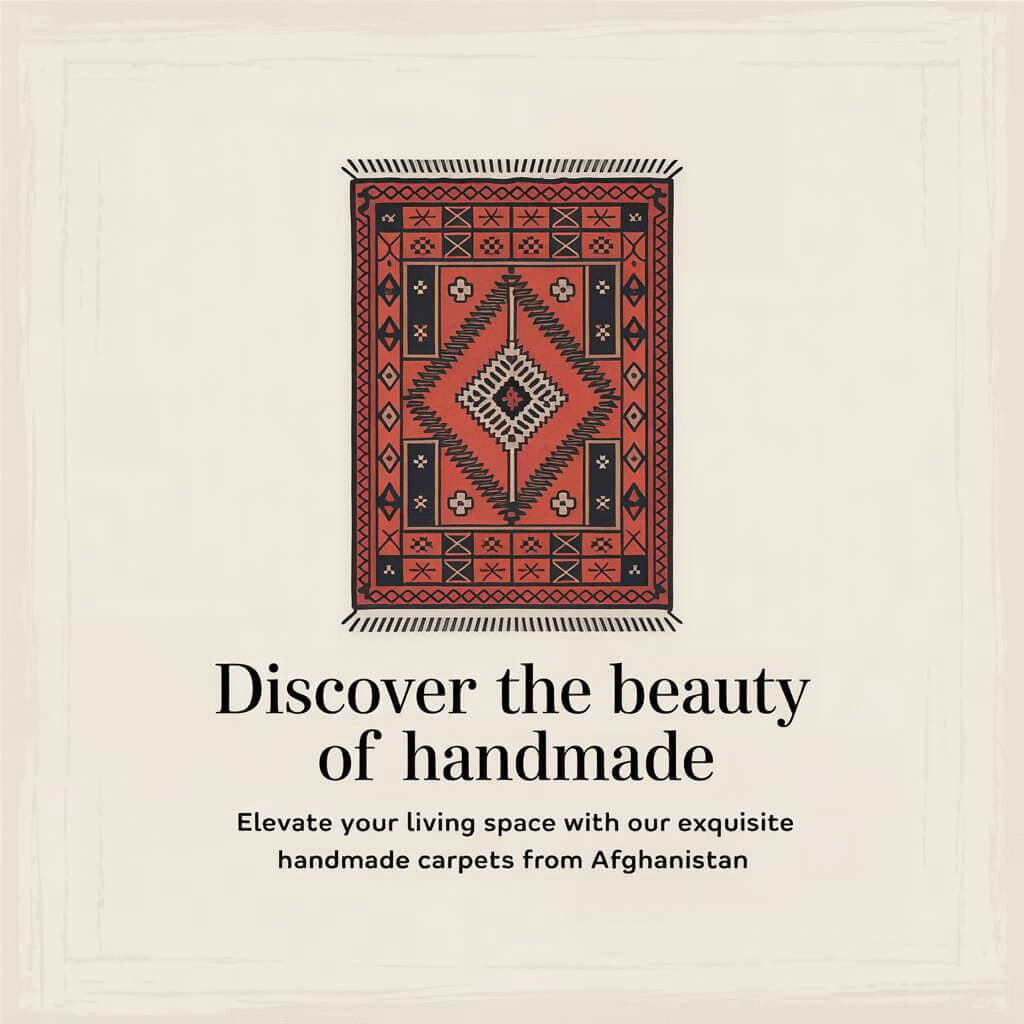 Discover the beauty
of handmade
Elevate your living space with our exquisite
handmade carpets from Afghanistan